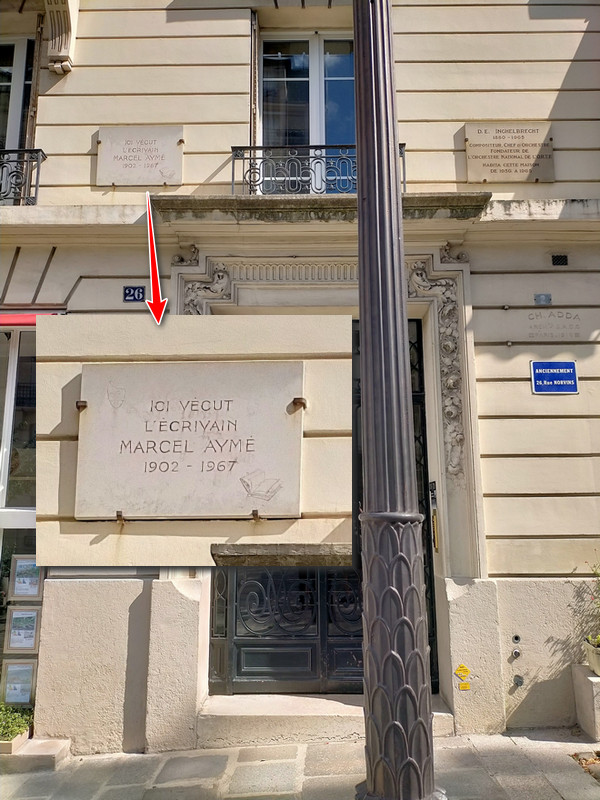 ICI VÉCUT
L'ÉCRIVAIN
MARCEL AYMÉ
1902 - 1967
D. E. INGHELBRECHT
1880 - 1965
COMPOSITEUR, CHEF D'ORCHESTRE
FONDATEUR DE
L'ORCHESTRE NATIONAL DE
HABITA CETTE MAISON
26
CH. ADDA
ANCIENNEMENT
26, Rue NORVINS
ICI VÉCUT
L'ÉCRIVAIN
MARCEL AYMÉ
1902 - 1967